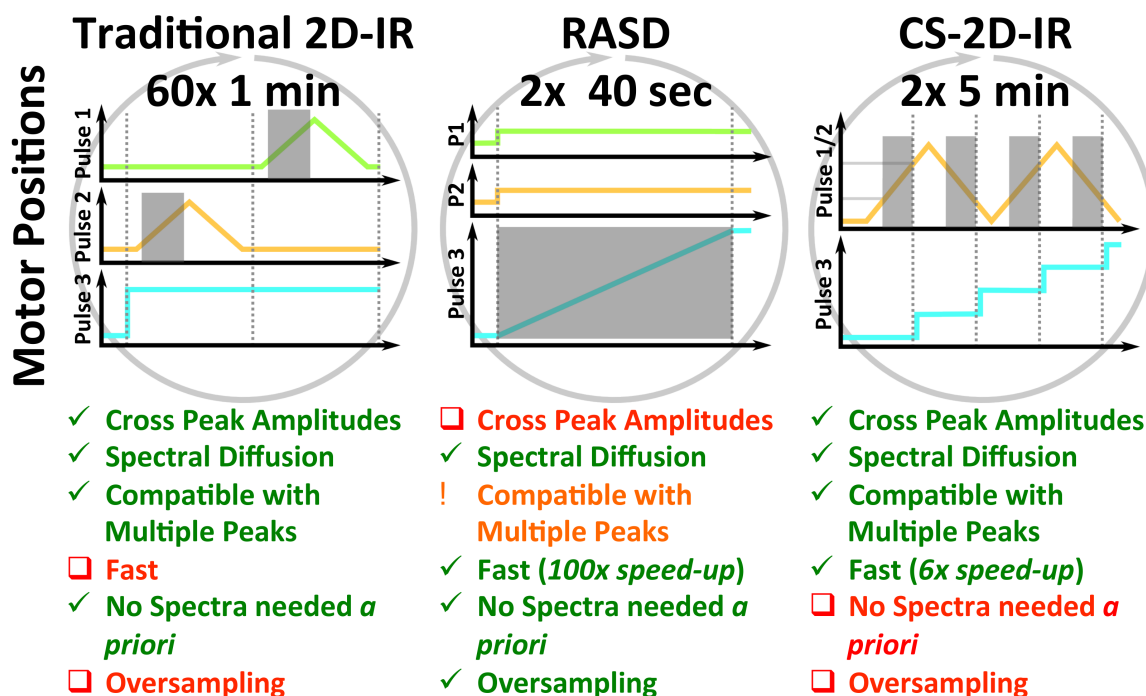 Traditional 2D-IR
60x 1 min
RASD
2x 40 sec
CS-2D-IR
2x 5 min
Motor Positions
Pulse 1
Pulse 2
Pulse 3
P1
P2
Pulse 3
Pulse 1/2
Pulse 3
✓ Cross Peak Amplitudes
✓ Spectral Diffusion
✓ Compatible with
Multiple Peaks
❑ Fast
✓ No Spectra needed a
priori
❑ Oversampling
❑ Cross Peak Amplitudes
✓ Spectral Diffusion
! Compatible with
Multiple Peaks
✓ Fast (100x speed-up)
✓ No Spectra needed a
priori
✓ Oversampling
✓ Cross Peak Amplitudes
✓ Spectral Diffusion
✓ Compatible with
Multiple Peaks
✓ Fast (6x speed-up)
❑ No Spectra needed a
priori
❑ Oversampling